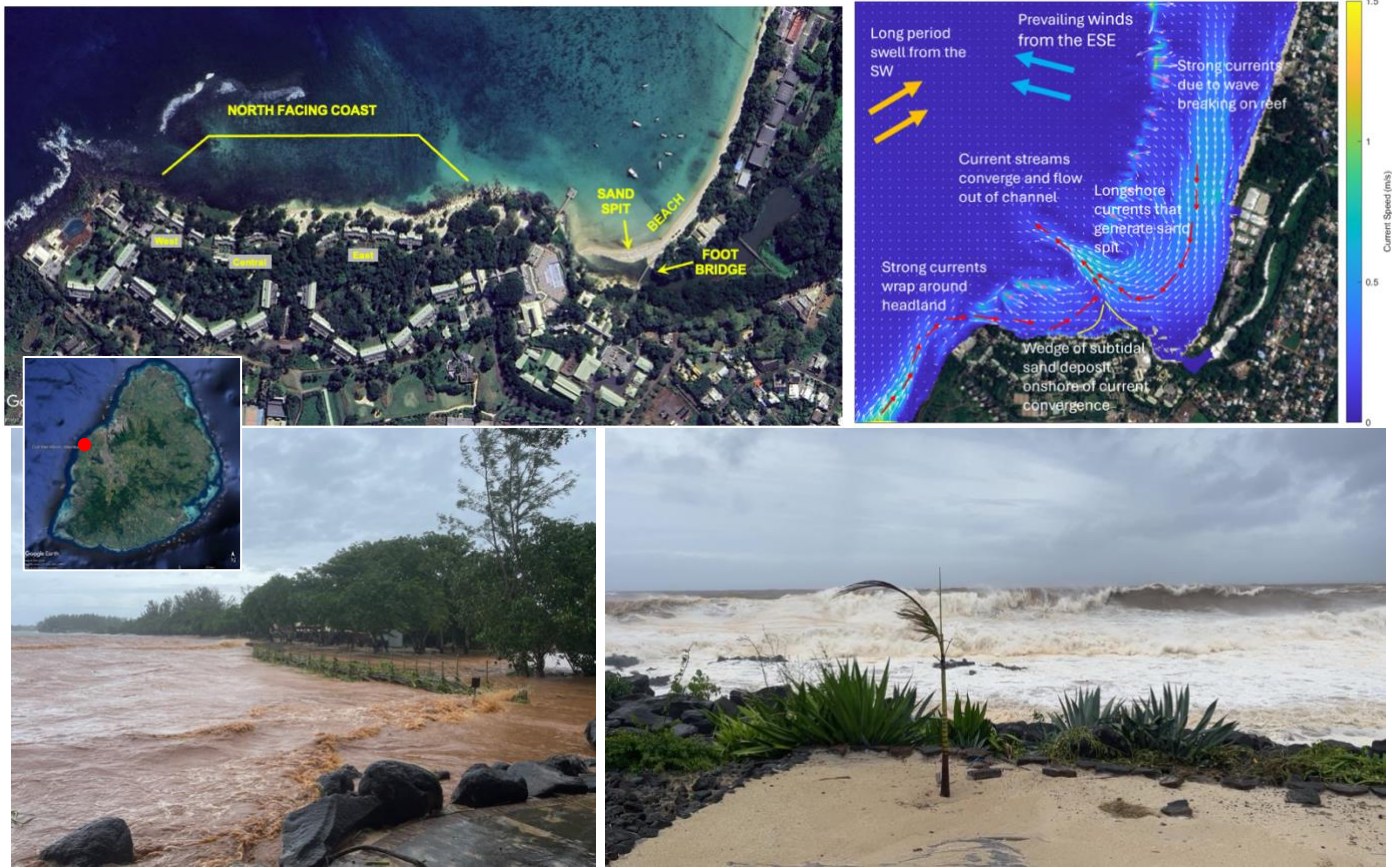 NORTH FACING COAST
West
Central
East
SAND
SPIT
BEACH
FOOT
BRIDGE
Long period
swell from the
SW
Prevailing winds
from the ESE
Strong currents
due to wave
breaking on reef
Current streams
converge and flow
out of channel
Longshore
currents that
generate sand
spit
Strong currents
wrap around
headland
Wedge of subtidal
sand deposit
onshore of current
convergence
1.5
1
0.5
0
Current Speed (m/s)
Go
Google Earth
N